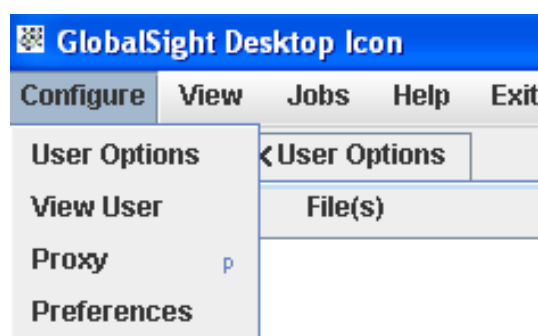 GlobalSight Desktop Icon
Configure View Jobs Help Exit
User Options < User Options
View User File(s)
Proxy p
Preferences